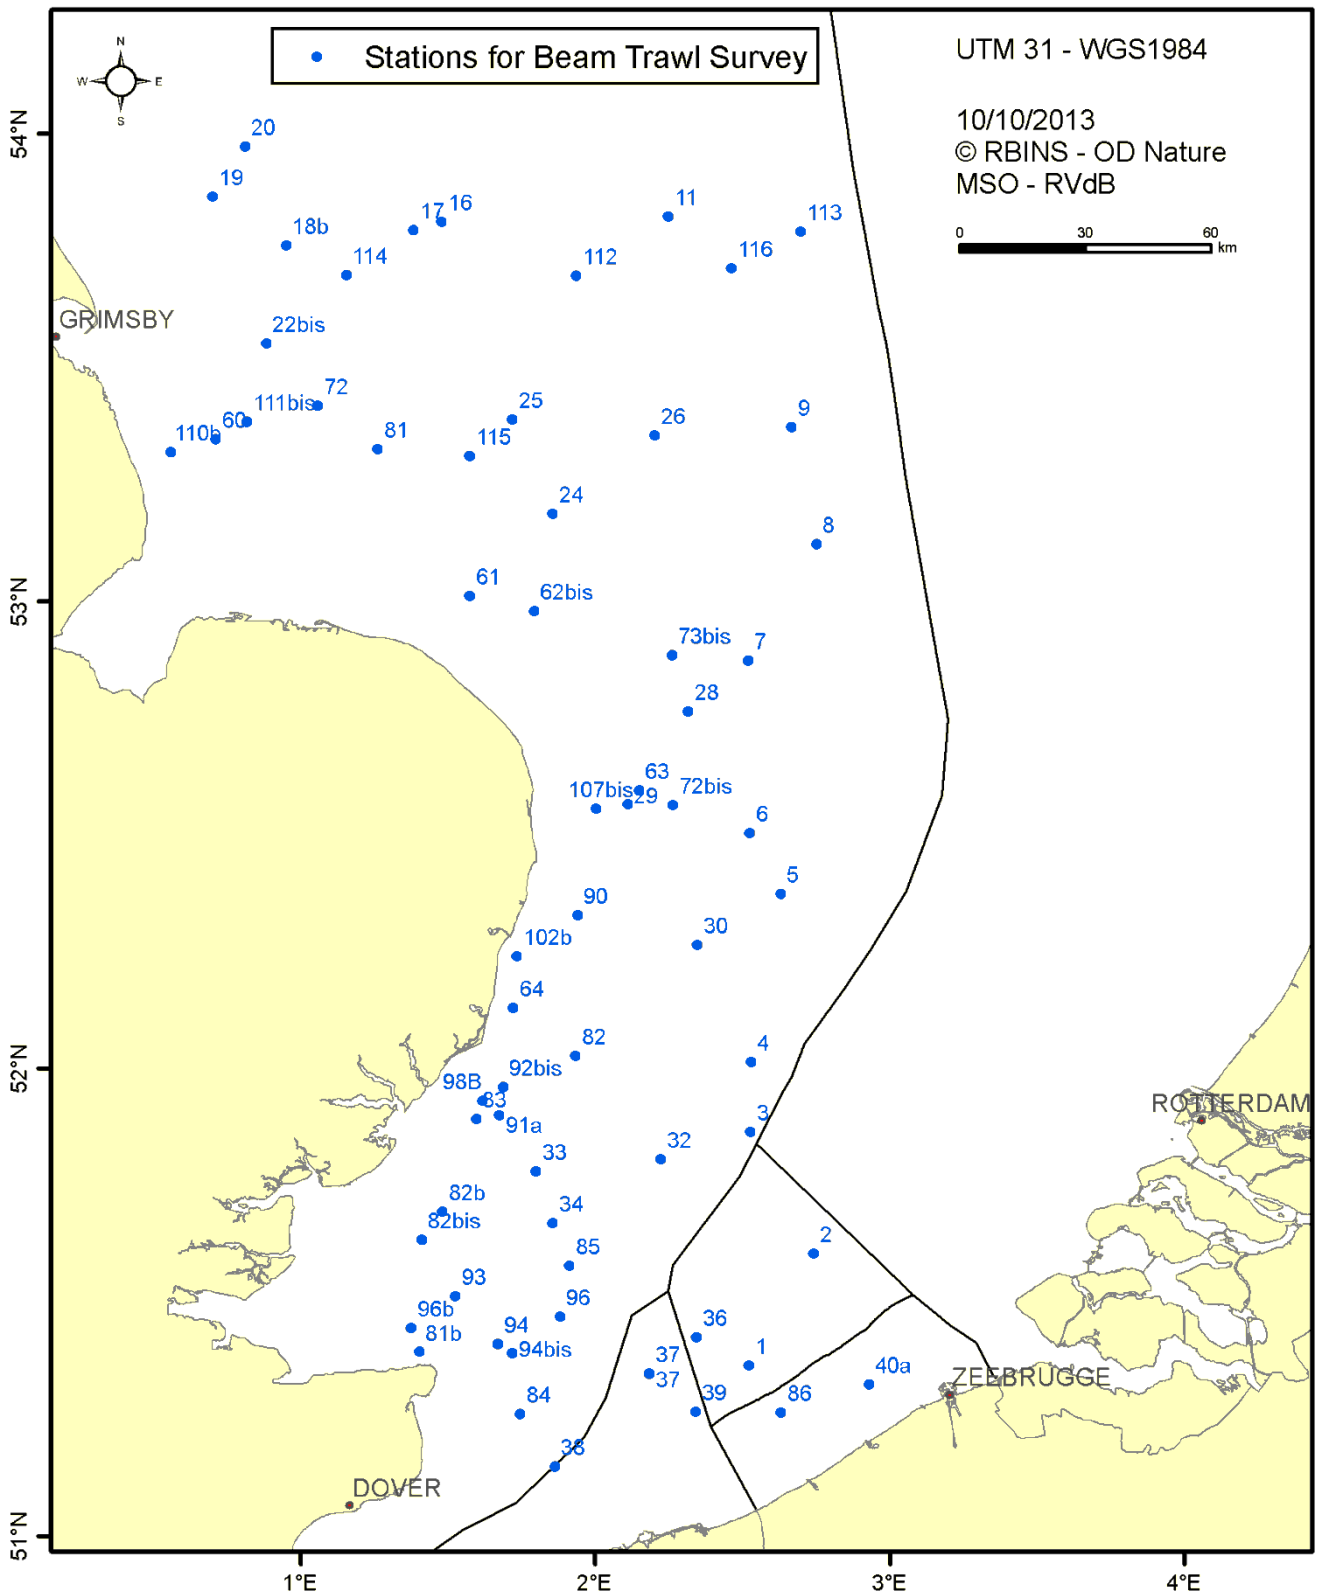 Stations for Beam Trawl Survey
UTM 31 - WGS1984
10/10/2013
© RBINS - OD Nature
MSO - RVdB
0 30 60 km
N
W E
S
54°N
53°N
52°N
51°N
1°E 2°E 3°E 4°E
20
19
18b
17
16
114
11
113
112
116
GRIMSBY
22bis
72
111bis
60
110b
81
25
115
26
9
24
8
61
62bis
73bis
7
28
63
107bis
29
72bis
6
5
90
30
102b
64
82
4
92bis
98B
83
91a
3
ROTTERDAM
33
32
82b
82bis
34
2
85
93
96b
96
81b
94
94bis
36
37
37
1
40a
ZEEBRUGGE
39
86
84
38
DOVER